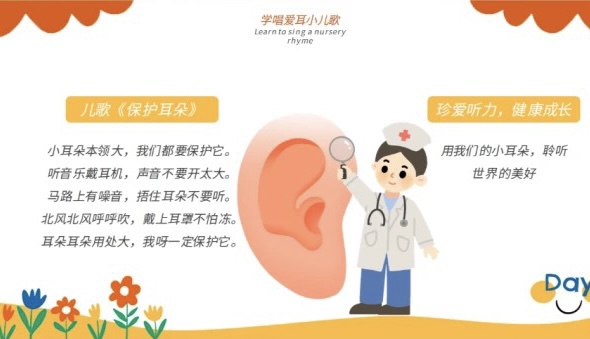 学唱爱耳小儿歌
Learn to sing a nursery
rhyme
儿歌《保护耳朵》
小耳朵本领大，我们都要保护它。
听音乐戴耳机，声音不要开太大。
马路上有噪音，捂住耳朵不要听。
北风北风呼呼吹，戴上耳罩不怕冻。
耳朵耳朵用处大，我呀一定保护它。
珍爱听力，健康成长
用我们的小耳朵，聆听
世界的美好
Day